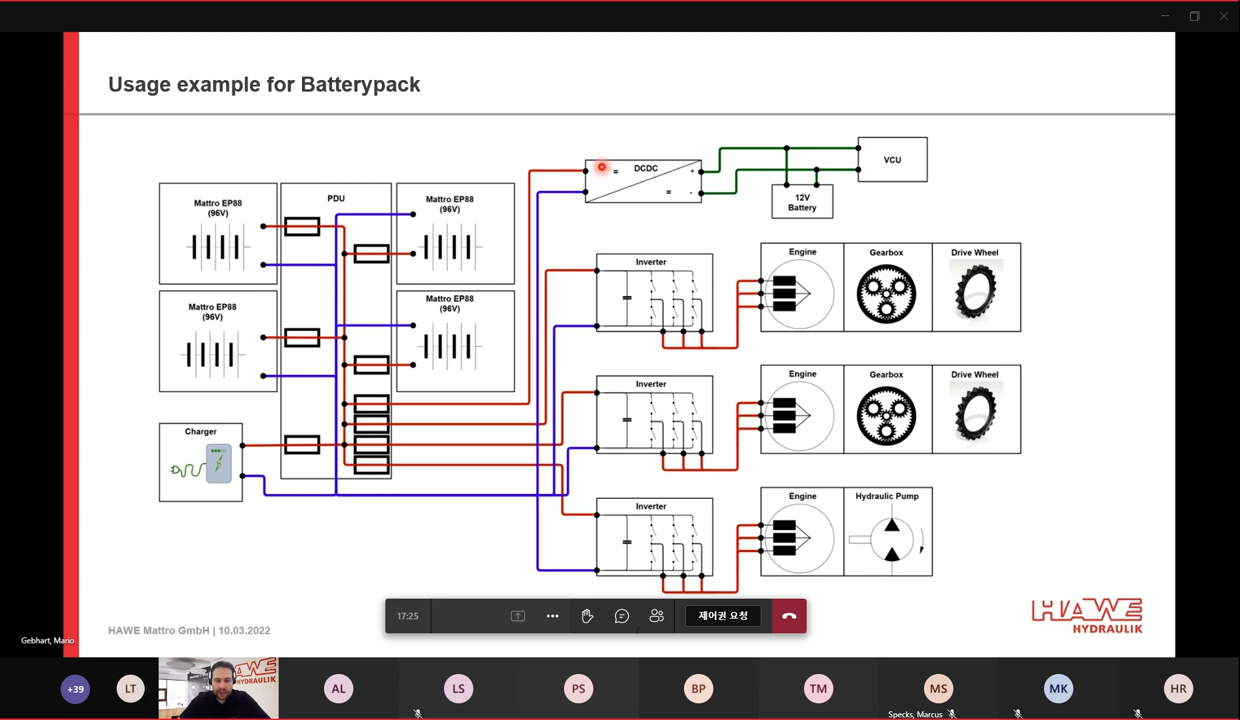 Usage example for Batterypack
DCDC
=
=
+
-
VCU
12V
Battery
Mattro EP88
(96V)
PDU
Mattro EP88
(96V)
Mattro EP88
(96V)
Mattro EP88
(96V)
Charger
Inverter
Engine
Gearbox
Drive Wheel
Inverter
Engine
Gearbox
Drive Wheel
Inverter
Engine
Hydraulic Pump
17:25
제어권 요청
HAWE Mattro GmbH | 10.03.2022
HAWE
HYDRAULIK
Gebhart, Mario
+39
LT
HAWE
HYDRAULIK
AL
LS
PS
BP
TM
MS
Specks, Marcus
MK
HR